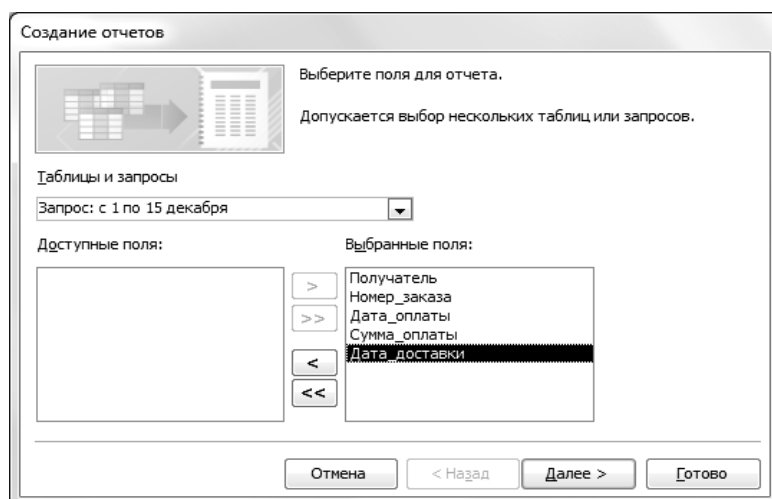 Создание отчетов
Выберите поля для отчета.
Допускается выбор нескольких таблиц или запросов.
Таблицы и запросы
Запрос: с 1 по 15 декабря
Доступные поля:
Выбранные поля:
>
>>
<
<<
Получатель
Номер_заказа
Дата_оплаты
Сумма_оплаты
Дата_доставки
Отмена
< Назад
Далее >
Готово